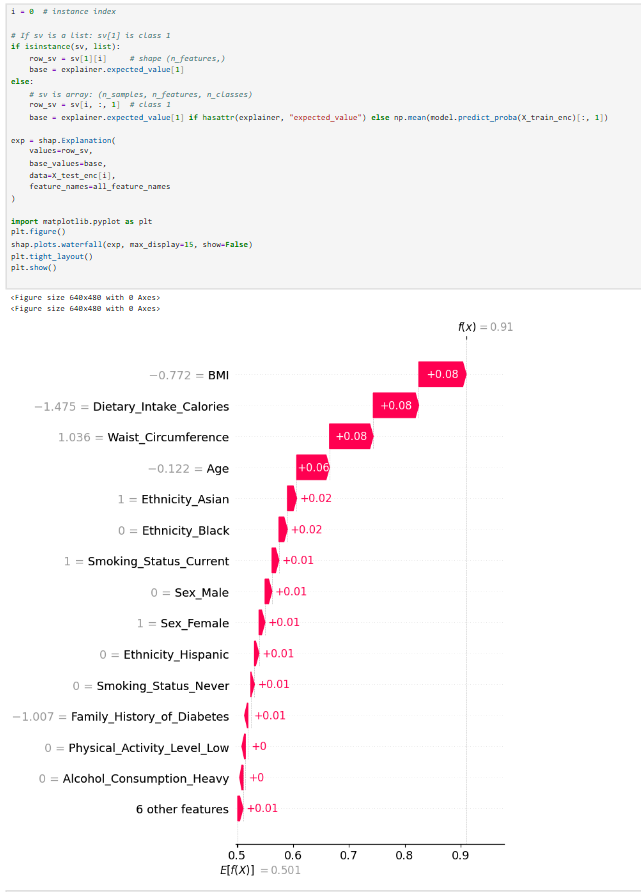 i = 0  # instance index
# If sv is a list: sv[1] is class 1
if isinstance(sv, list):
    row_sv = sv[1][i]     # shape (n_features,)
    base = explainer.expected_value[1]
else:
    # sv is array: (n_samples, n_features, n_classes)
    row_sv = sv[i, :, 1]  # class 1
    base = explainer.expected_value[1] if hasattr(explainer, "expected_value") else np.mean(model.predict_proba(X_train_enc)[:, 1])
exp = shap.Explanation(
    values=row_sv,
    base_values=base,
    data=X_test_enc[i],
    feature_names=all_feature_names
)
import matplotlib.pyplot as plt
plt.figure()
shap.plots.waterfall(exp, max_display=15, show=False)
plt.tight_layout()
plt.show()
<Figure size 640x480 with 0 Axes>
<Figure size 640x480 with 0 Axes>
f(x) = 0.91
−0.772 = BMI +0.08
−1.475 = Dietary_Intake_Calories +0.08
1.036 = Waist_Circumference +0.08
−0.122 = Age +0.06
1 = Ethnicity_Asian +0.02
0 = Ethnicity_Black +0.02
1 = Smoking_Status_Current +0.01
0 = Sex_Male +0.01
1 = Sex_Female +0.01
0 = Ethnicity_Hispanic +0.01
0 = Smoking_Status_Never +0.01
−1.007 = Family_History_of_Diabetes +0.01
0 = Physical_Activity_Level_Low +0
0 = Alcohol_Consumption_Heavy +0
6 other features +0.01
0.5 0.6 0.7 0.8 0.9
E[f(X)] = 0.501